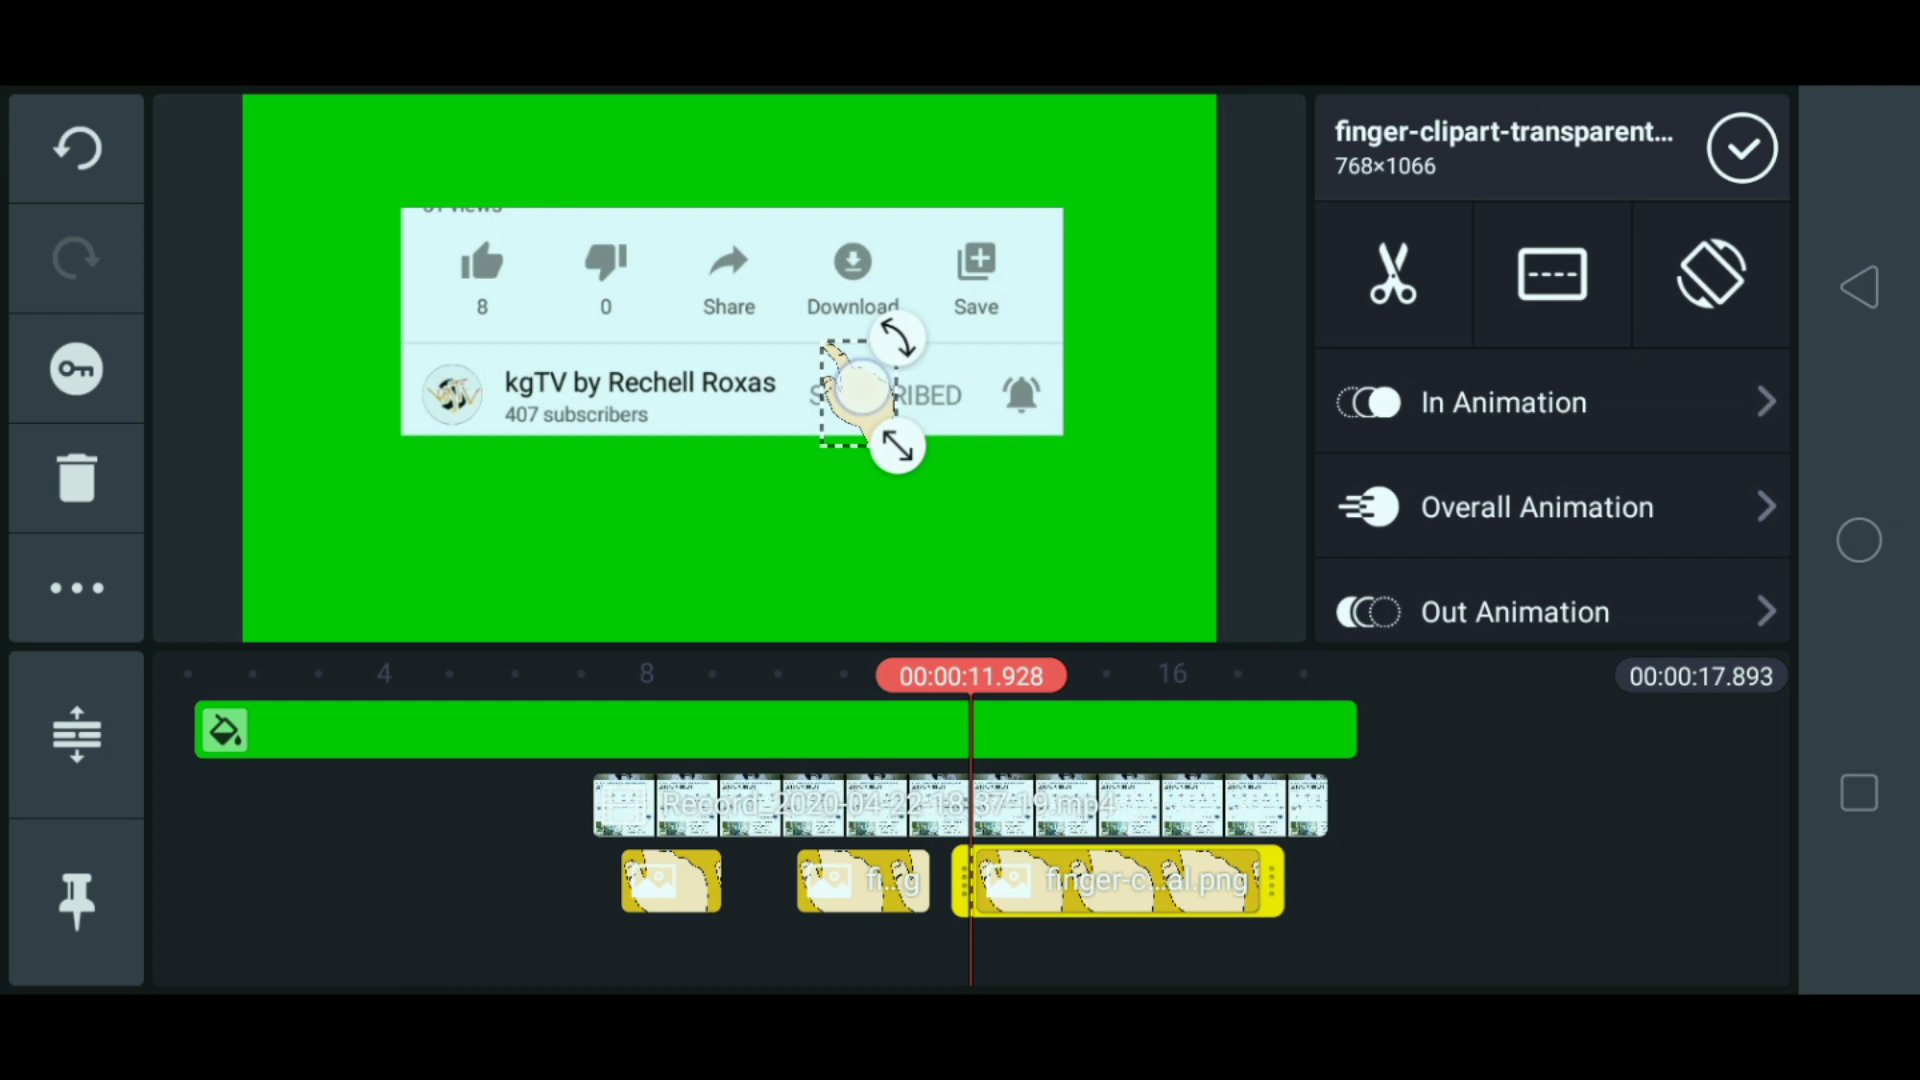 finger-clipart-transparent...
768×1066
8
0
Share
Download
Save
kgTV by Rechell Roxas
407 subscribers
In Animation
Overall Animation
Out Animation
4
8
00:00:11.928
16
00:00:17.893
Record_2020-04-22-18-37-19.mp4
fi..ng
finger-c...al.png